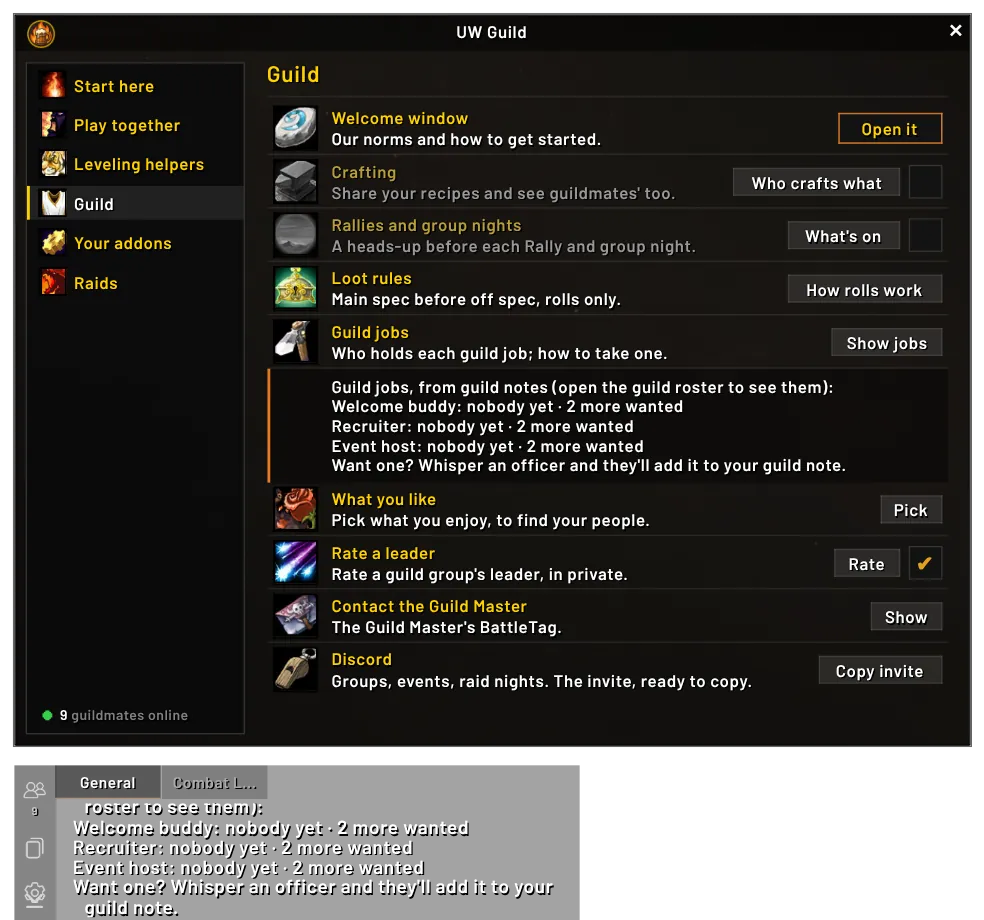 UW Guild
Start here
Play together
Leveling helpers
Guild
Your addons
Raids
9 guildmates online
Guild
Welcome window
Our norms and how to get started.
Open it
Crafting
Share your recipes and see guildmates' too.
Who crafts what
Rallies and group nights
A heads-up before each Rally and group night.
What's on
Loot rules
Main spec before off spec, rolls only.
How rolls work
Guild jobs
Who holds each guild job; how to take one.
Show jobs
Guild jobs, from guild notes (open the guild roster to see them):
Welcome buddy: nobody yet · 2 more wanted
Recruiter: nobody yet · 2 more wanted
Event host: nobody yet · 2 more wanted
Want one? Whisper an officer and they'll add it to your guild note.
What you like
Pick what you enjoy, to find your people.
Pick
Rate a leader
Rate a guild group's leader, in private.
Rate
Contact the Guild Master
The Guild Master's BattleTag.
Show
Discord
Groups, events, raid nights. The invite, ready to copy.
Copy invite
General
Combat L...
9
roster to see them):
Welcome buddy: nobody yet · 2 more wanted
Recruiter: nobody yet · 2 more wanted
Event host: nobody yet · 2 more wanted
Want one? Whisper an officer and they'll add it to your
guild note.